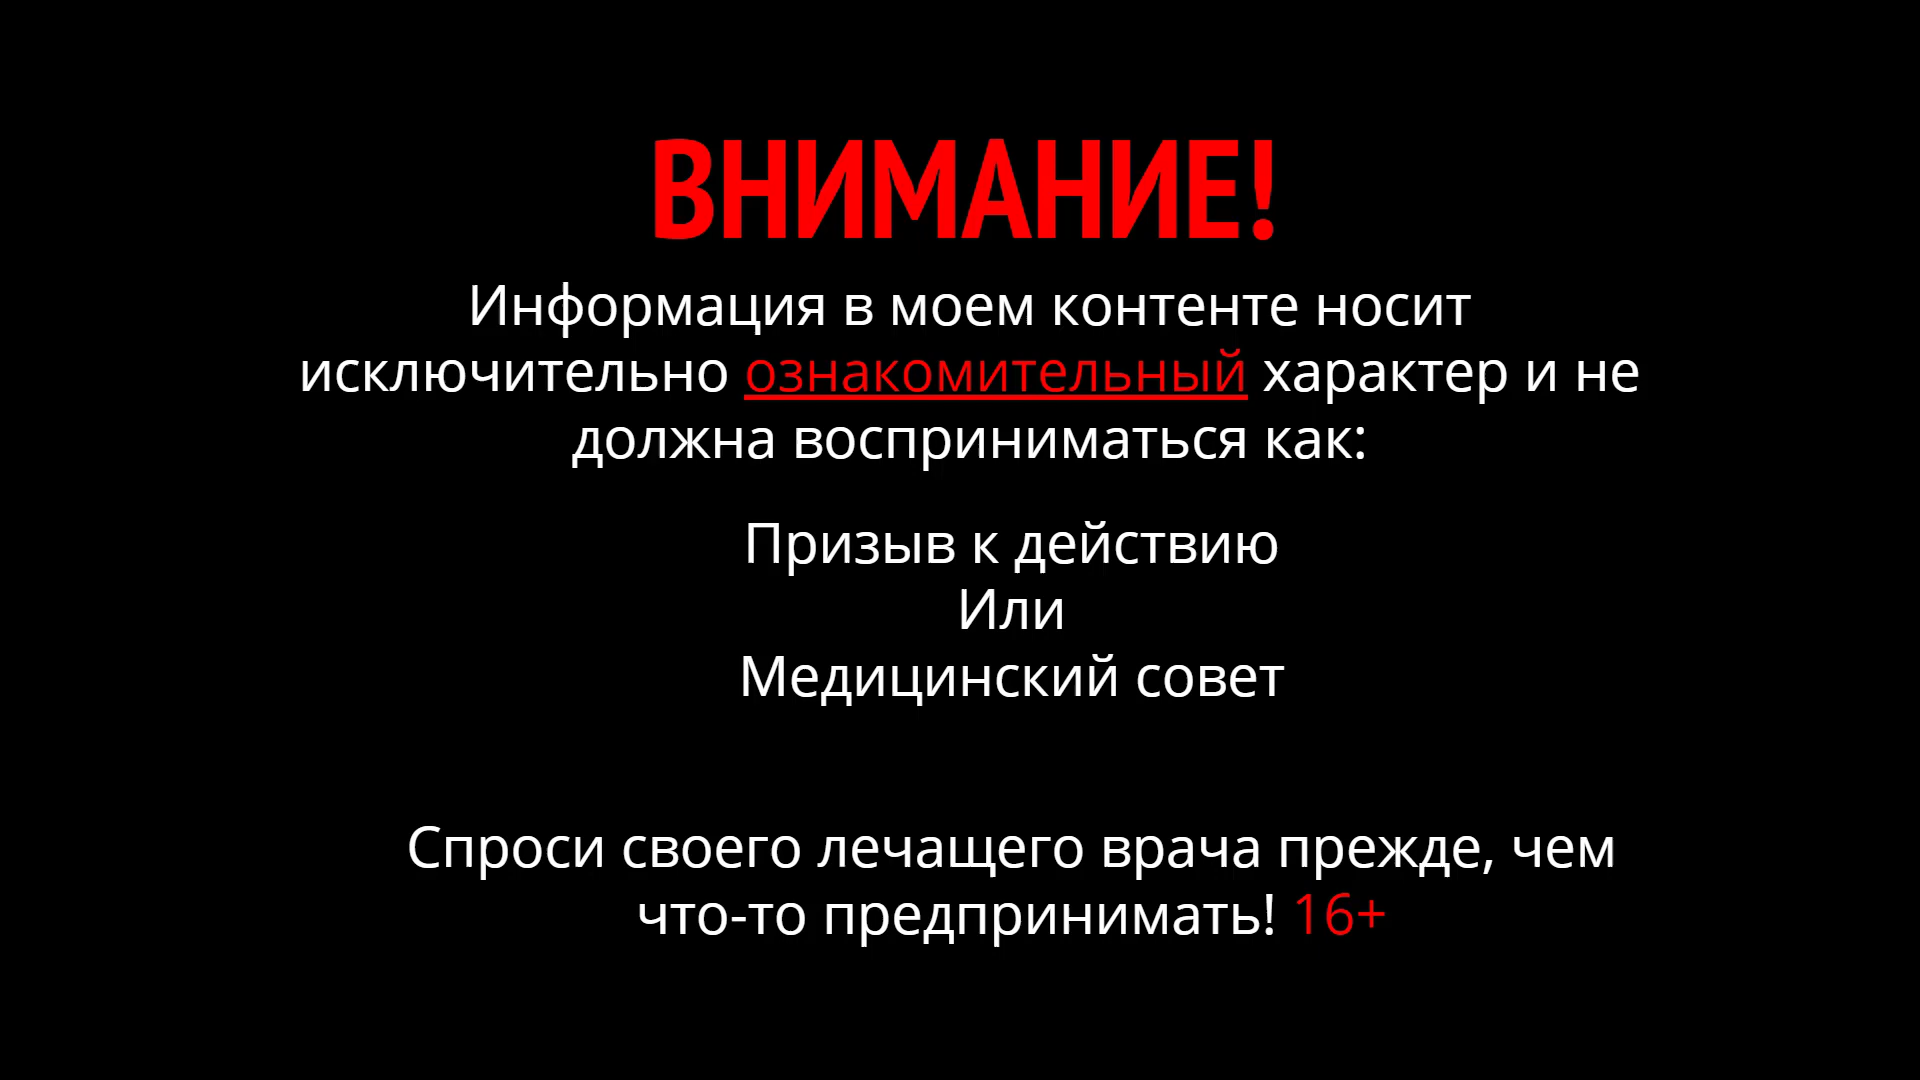 ВНИМАНИЕ!
Информация в моем контенте носит
исключительно ознакомительный характер и не
должна восприниматься как:
Призыв к действию
Или
Медицинский совет
Спроси своего лечащего врача прежде, чем
что-то предпринимать! 16+